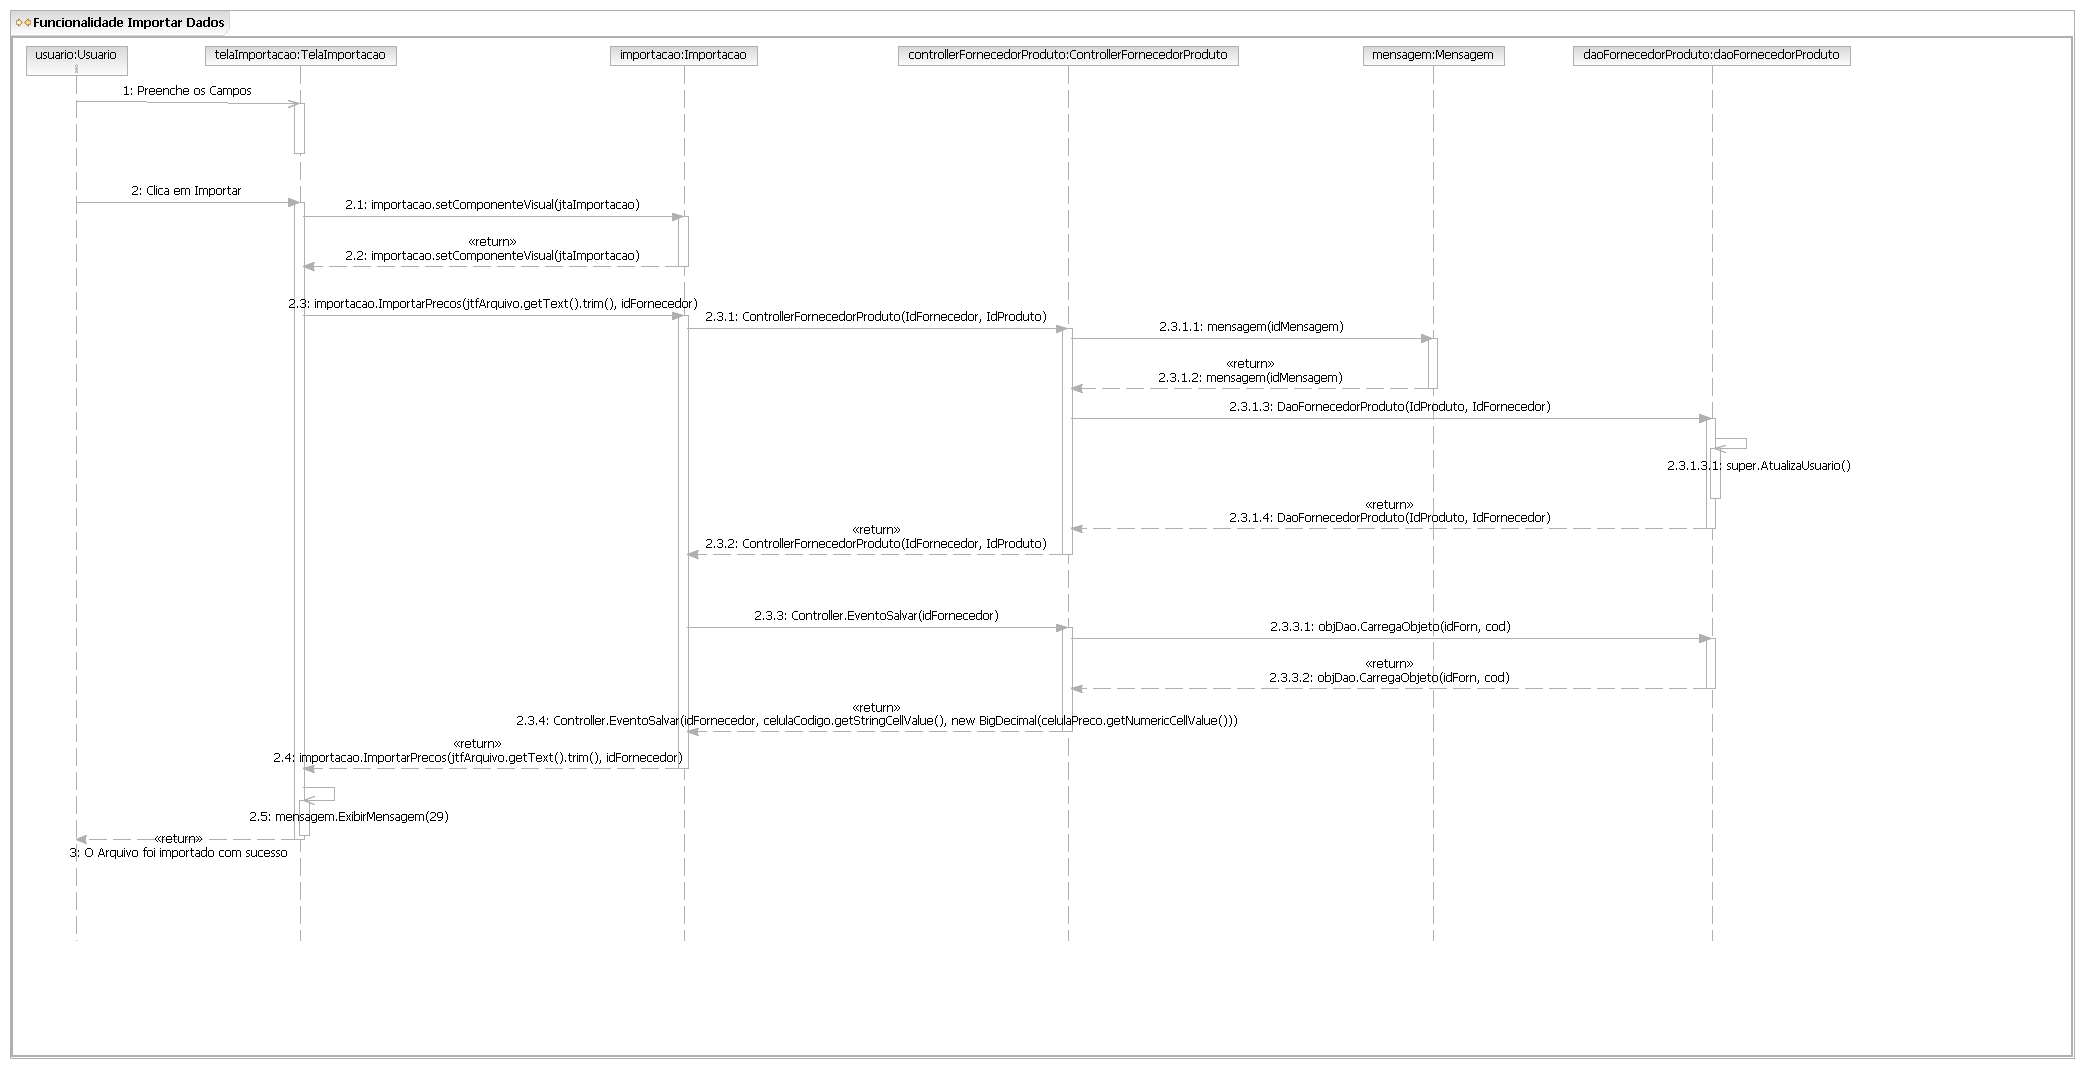 Funcionalidade Importar Dados
usuario:Usuario
telaImportacao:TelaImportacao
importacao:Importacao
controllerFornecedorProduto:ControllerFornecedorProduto
mensagem:Mensagem
daoFornecedorProduto:daoFornecedorProduto
1: Preenche os Campos
2: Clica em Importar
2.1: importacao.setComponenteVisual(jtaImportacao)
«return»
2.2: importacao.setComponenteVisual(jtaImportacao)
2.3: importacao.ImportarPrecos(jtfArquivo.getText().trim(), idFornecedor)
2.3.1: ControllerFornecedorProduto(IdFornecedor, IdProduto)
2.3.1.1: mensagem(idMensagem)
«return»
2.3.1.2: mensagem(idMensagem)
2.3.1.3: DaoFornecedorProduto(IdProduto, IdFornecedor)
2.3.1.3.1: super.AtualizaUsuario()
«return»
2.3.1.4: DaoFornecedorProduto(IdProduto, IdFornecedor)
«return»
2.3.2: ControllerFornecedorProduto(IdFornecedor, IdProduto)
2.3.3: Controller.EventoSalvar(idFornecedor)
2.3.3.1: objDao.CarregaObjeto(idForn, cod)
«return»
2.3.3.2: objDao.CarregaObjeto(idForn, cod)
«return»
2.3.4: Controller.EventoSalvar(idFornecedor, celulaCodigo.getStringCellValue(), new BigDecimal(celulaPreco.getNumericCellValue()))
«return»
2.4: importacao.ImportarPrecos(jtfArquivo.getText().trim(), idFornecedor)
2.5: mensagem.ExibirMensagem(29)
«return»
3: O Arquivo foi importado com sucesso